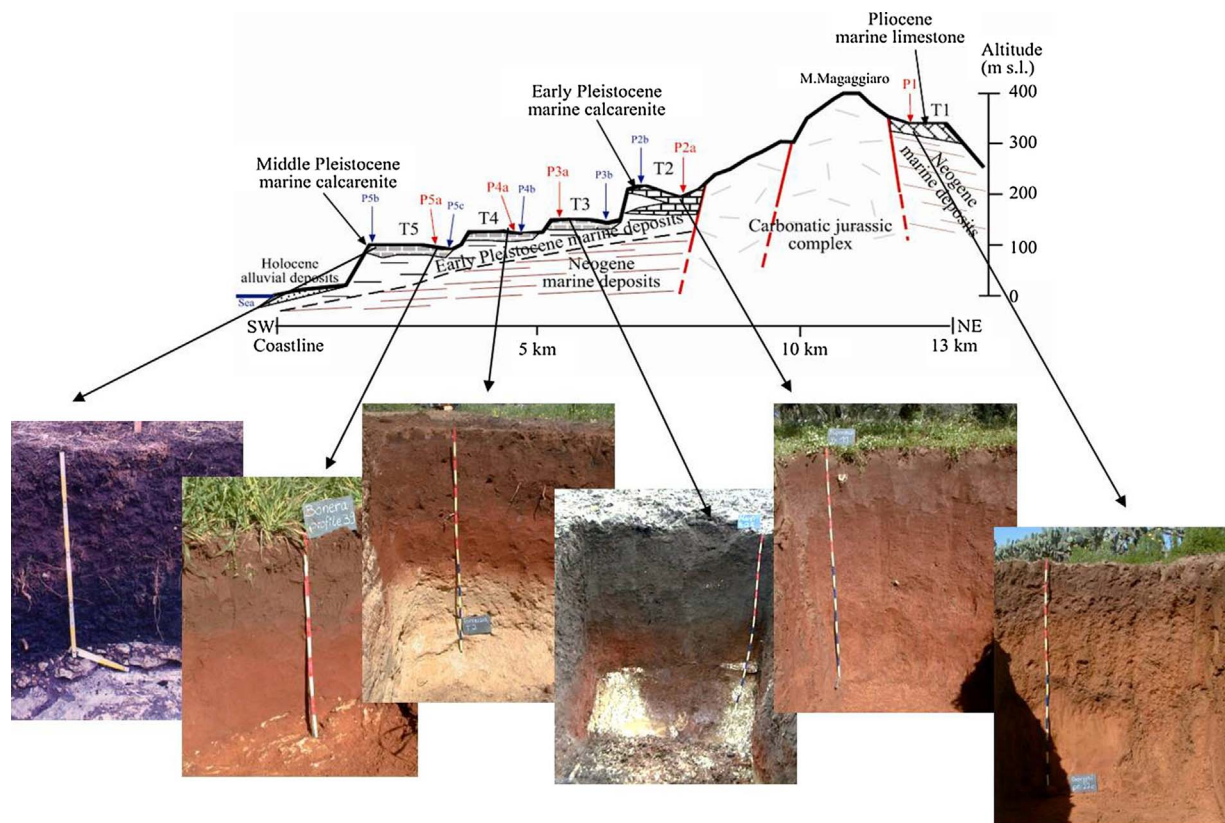 Pliocene
marine limestone
Altitude
(m s.l.)
M.Magaggiaro
P1
T1
400
300
200
100
0
Early Pleistocene
marine calcarenite
P2b
T2
P2a
Middle Pleistocene
marine calcarenite
P5b
P5a
P5c
T5
P4a
P4b
T4
P3a
T3
P3b
Neogene
marine deposits
Carbonatic jurassic
complex
Early Pleistocene marine deposits
Neogene
marine deposits
Holocene
alluvial deposits
Sea
SW
Coastline
5 km
10 km
NE
13 km
Bonera
profile 33